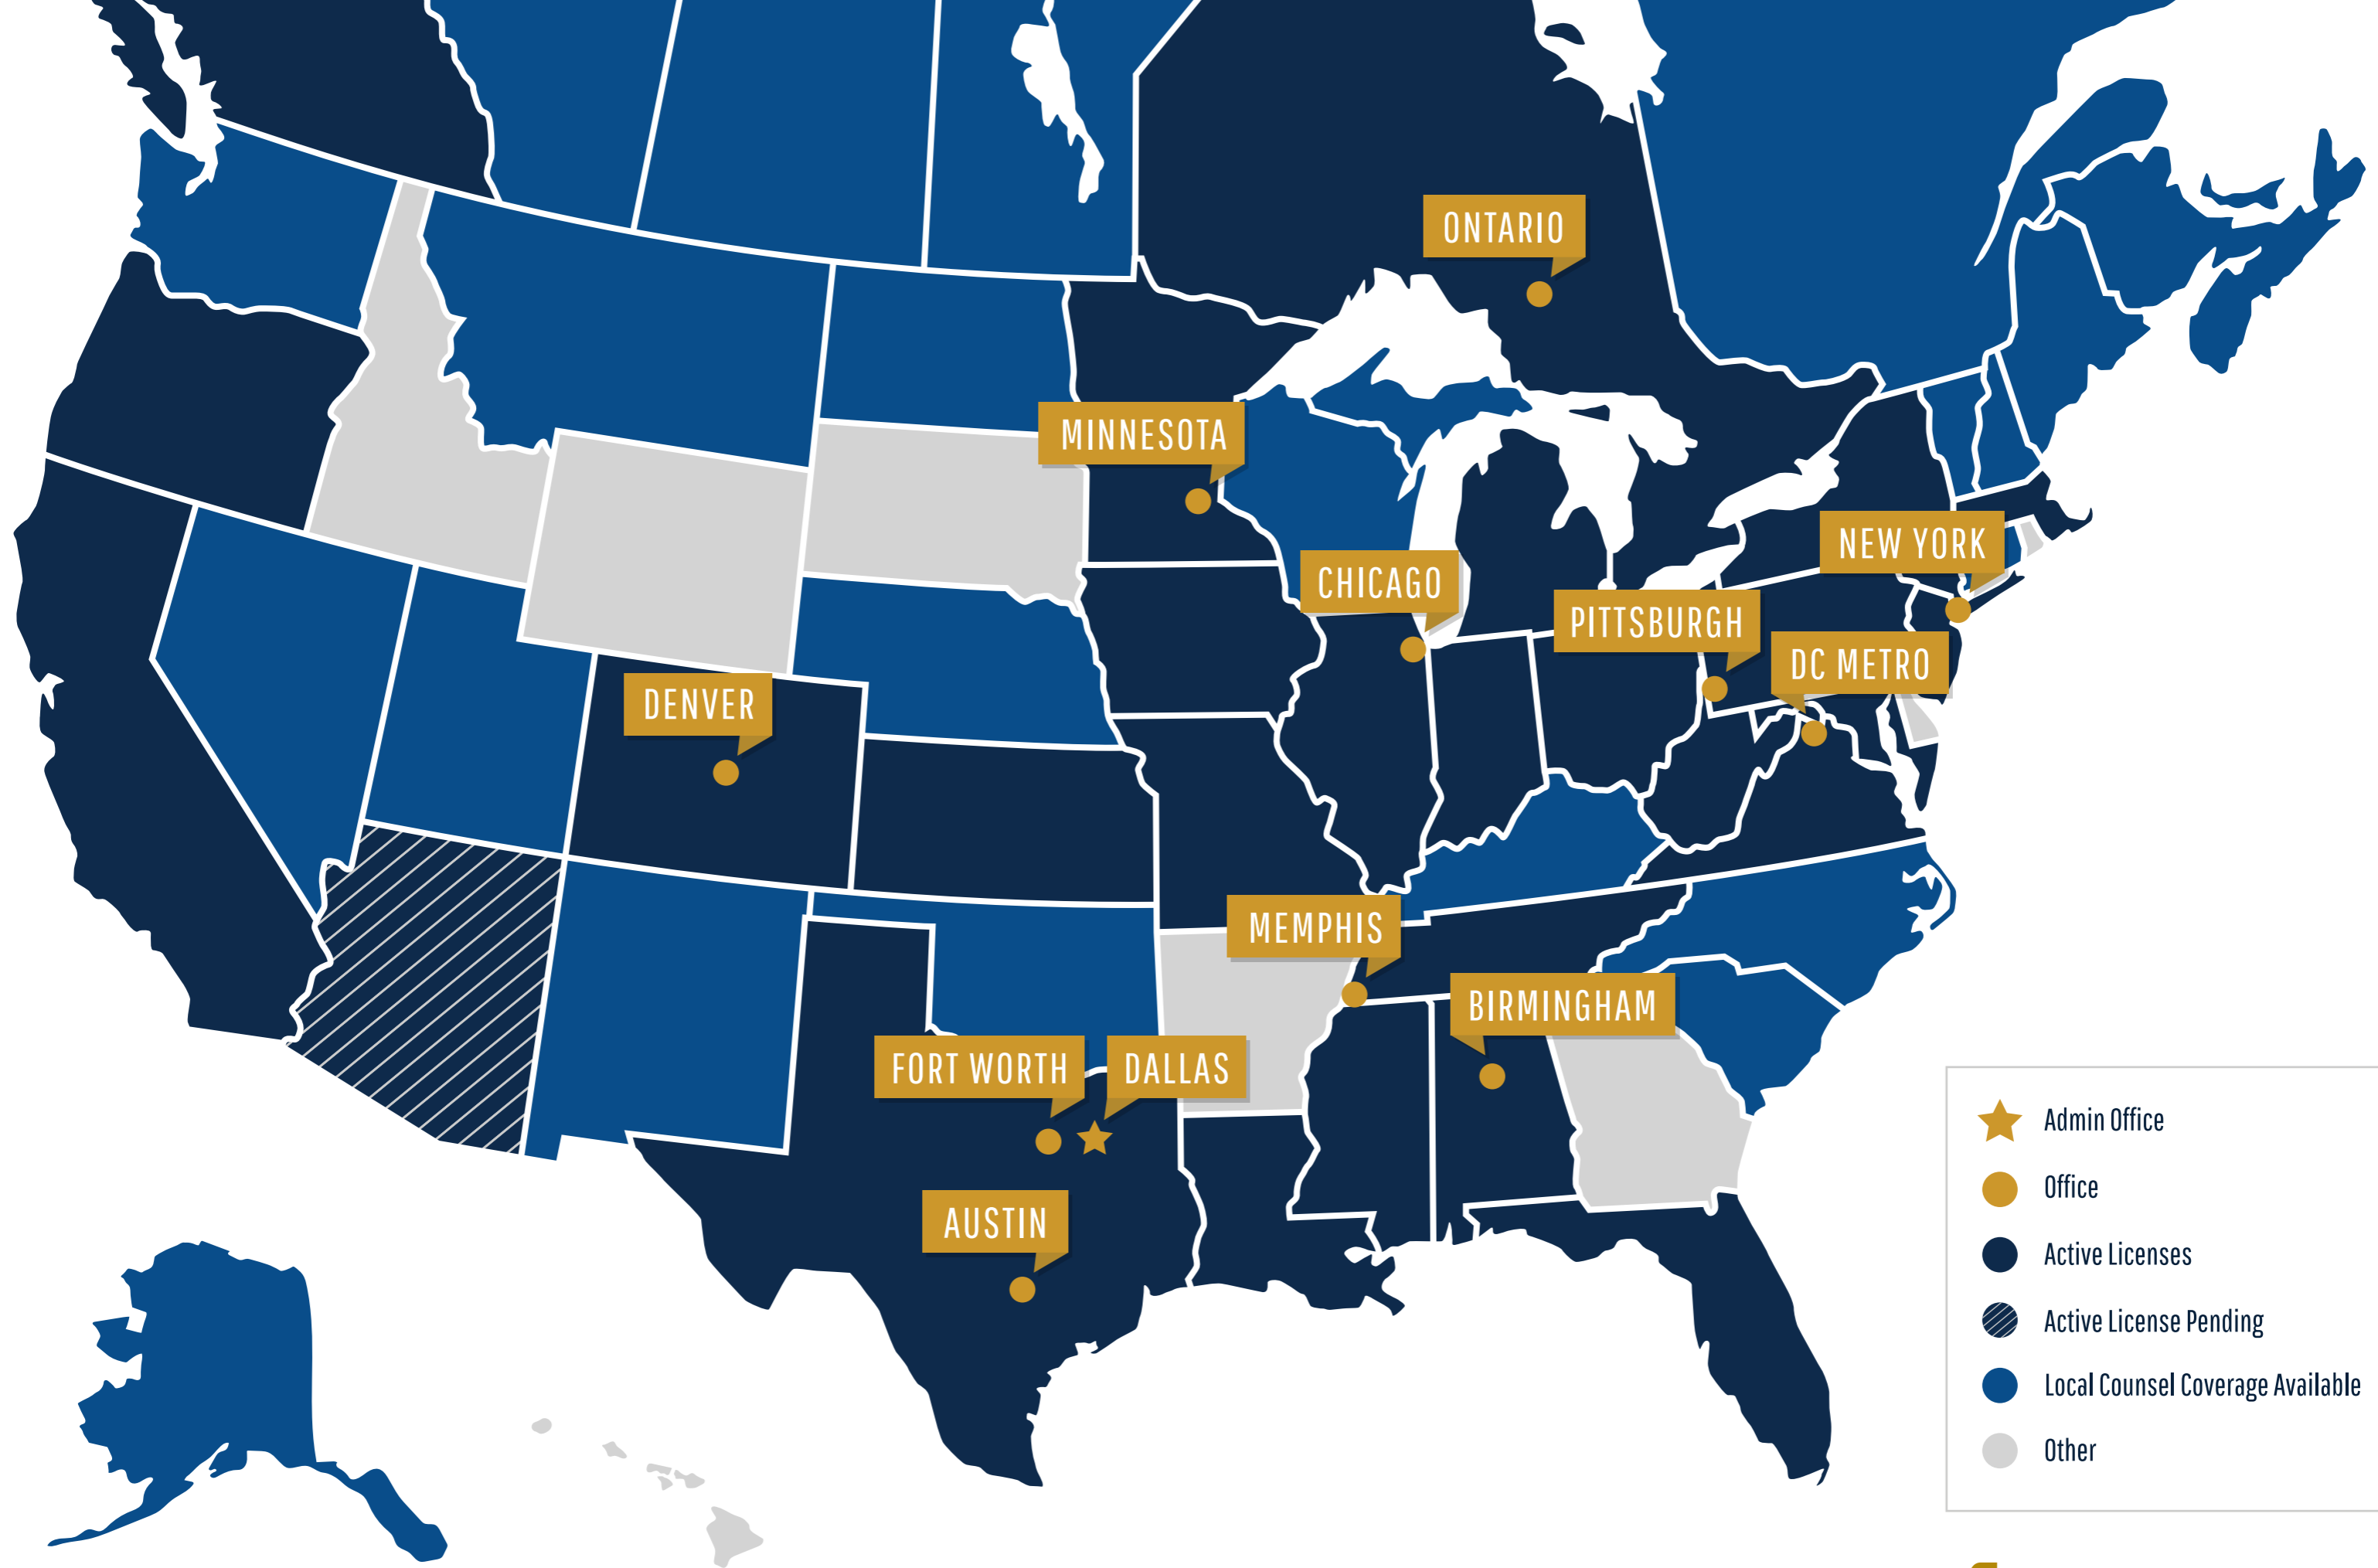 ONTARIO
MINNESOTA
NEW YORK
CHICAGO
PITTSBURGH
DC METRO
DENVER
MEMPHIS
BIRMINGHAM
FORT WORTH
DALLAS
AUSTIN
Admin Office
Office
Active Licenses
Active License Pending
Local Counsel Coverage Available
Other